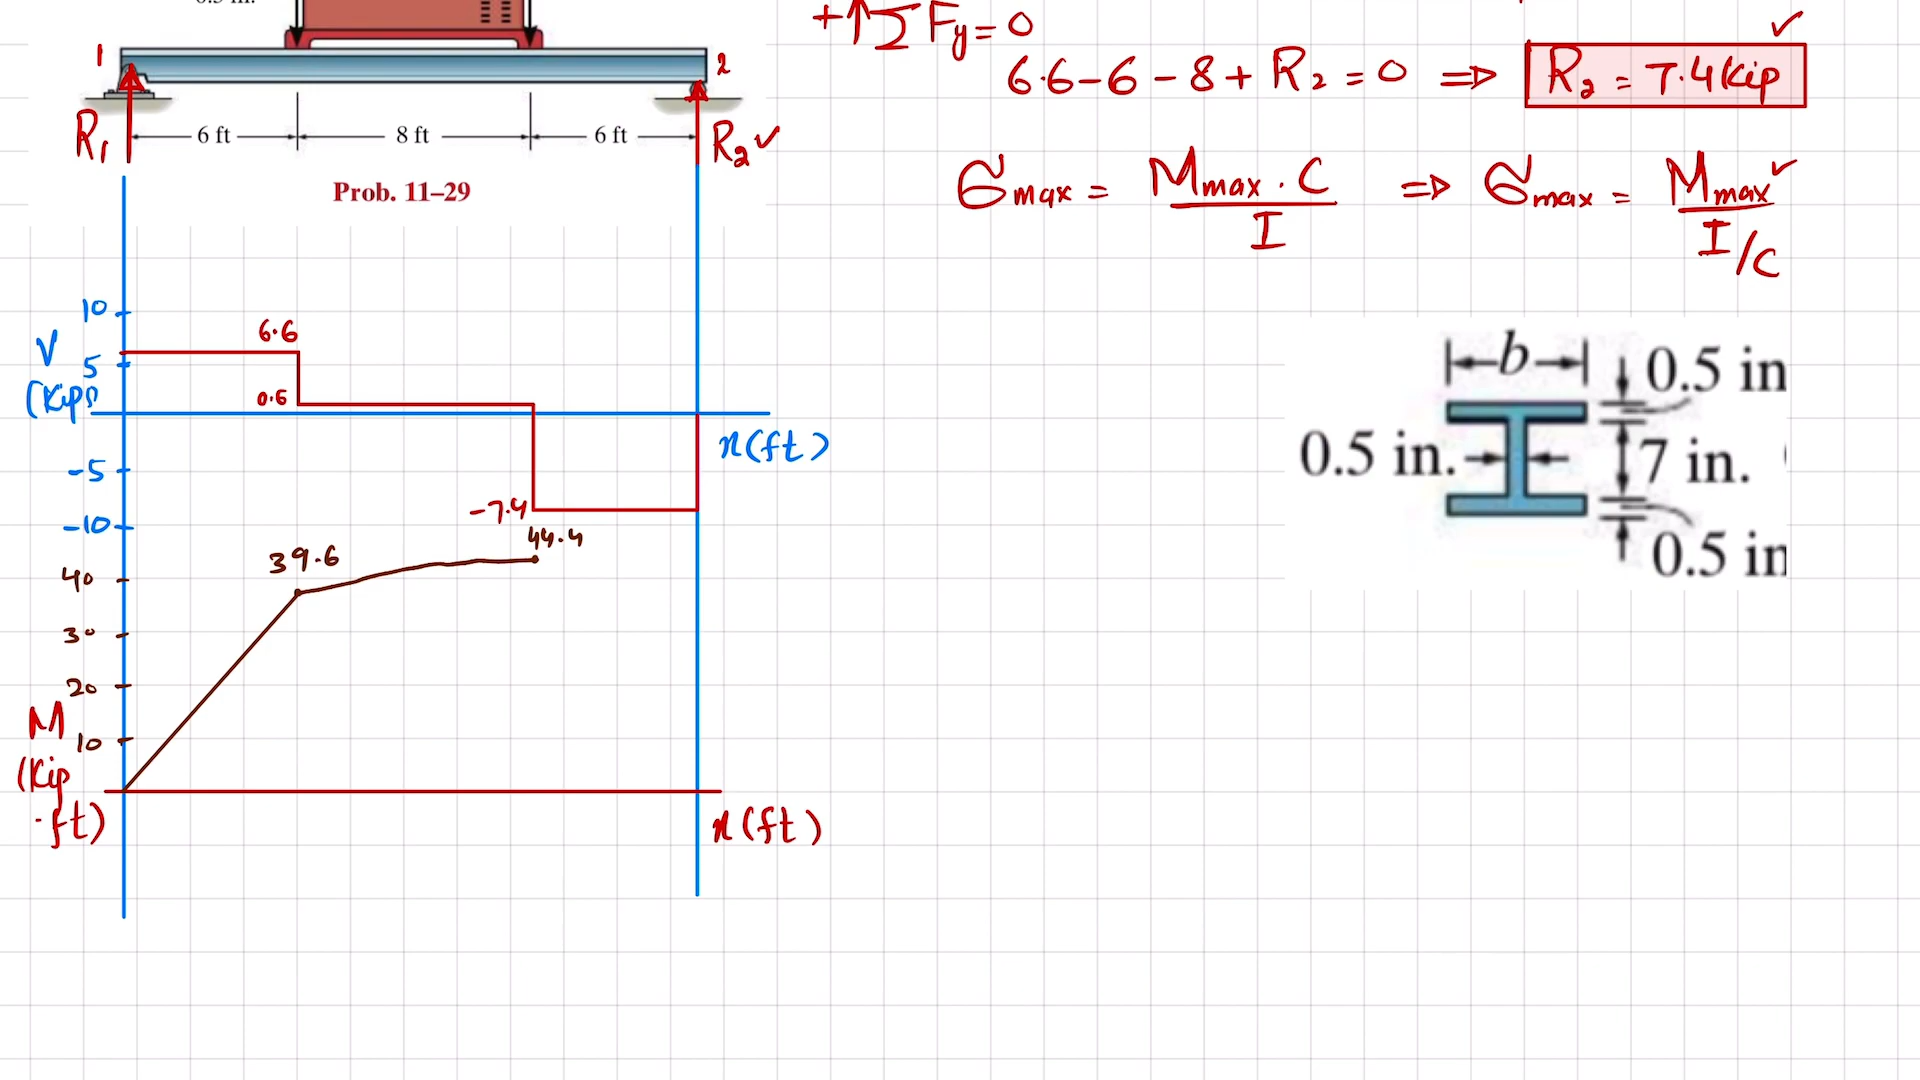 1
2
R₁
6 ft
8 ft
6 ft
R₂ ✓
Prob. 11–29
+↑ΣFy = 0
6.6 – 6 – 8 + R₂ = 0 ⇒ R₂ = 7.4 kip ✓
σmax = Mmax . C / I ⇒ σmax = Mmax ✓ / I/C
V
(Kip)
10
5
-5
-10
6.6
0.6
-7.4
x(ft)
b
0.5 in
0.5 in.
7 in.
0.5 in
M
(Kip
.ft)
40
30
20
10
39.6
44.4
x(ft)